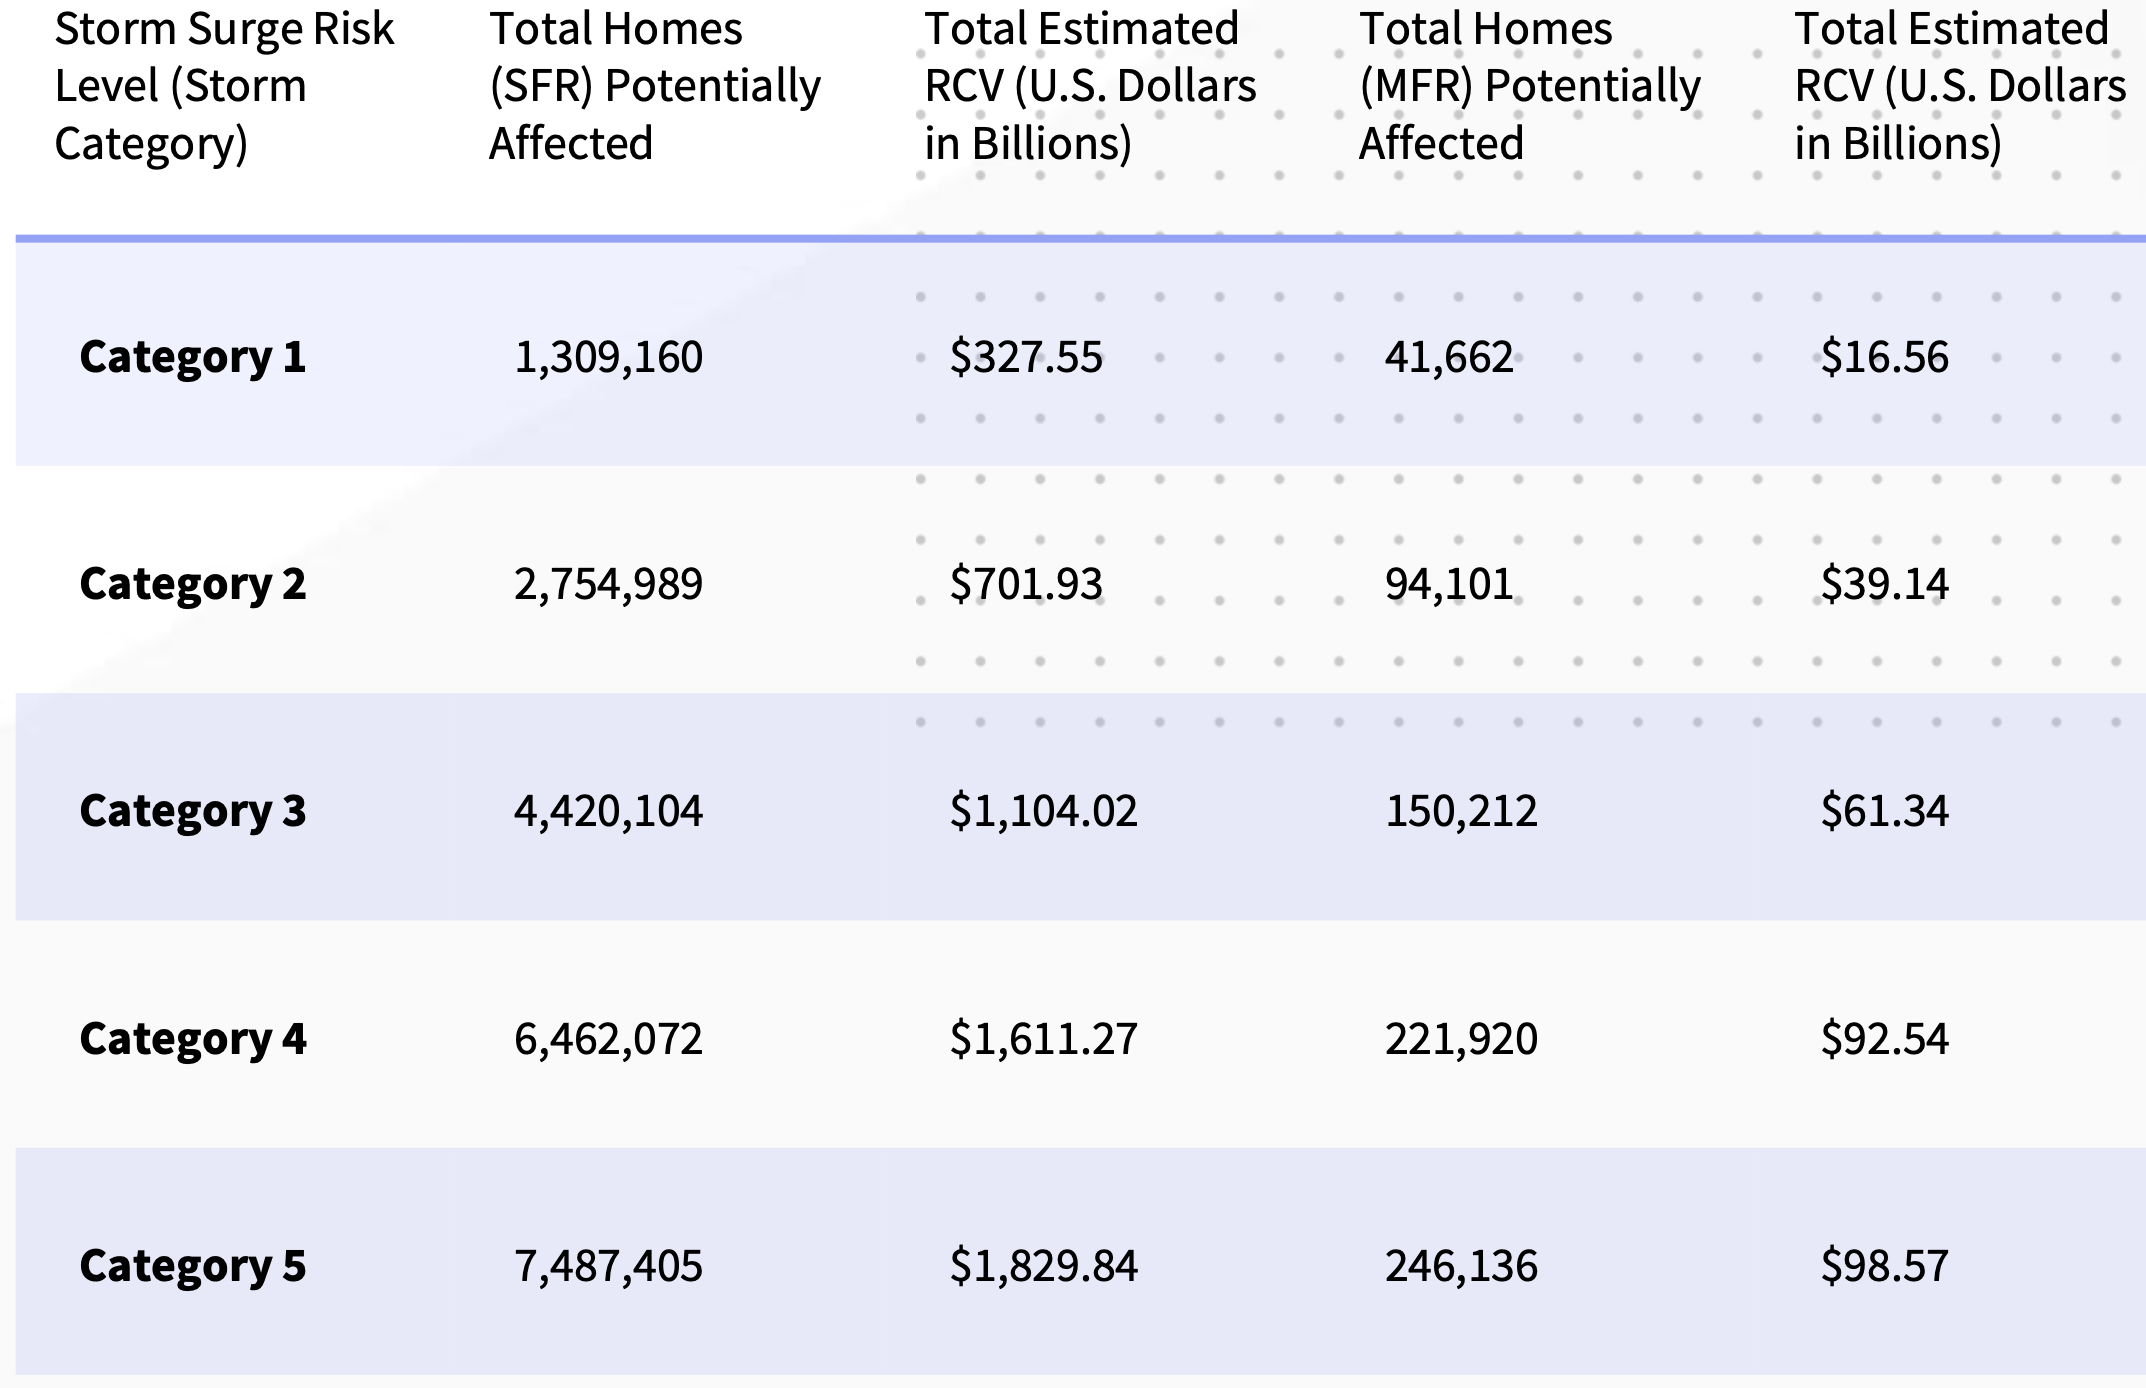 Storm Surge Risk Level (Storm Category)
Total Homes (SFR) Potentially Affected
Total Estimated RCV (U.S. Dollars in Billions)
Total Homes (MFR) Potentially Affected
Total Estimated RCV (U.S. Dollars in Billions)
Category 1 1,309,160 $327.55 41,662 $16.56
Category 2 2,754,989 $701.93 94,101 $39.14
Category 3 4,420,104 $1,104.02 150,212 $61.34
Category 4 6,462,072 $1,611.27 221,920 $92.54
Category 5 7,487,405 $1,829.84 246,136 $98.57